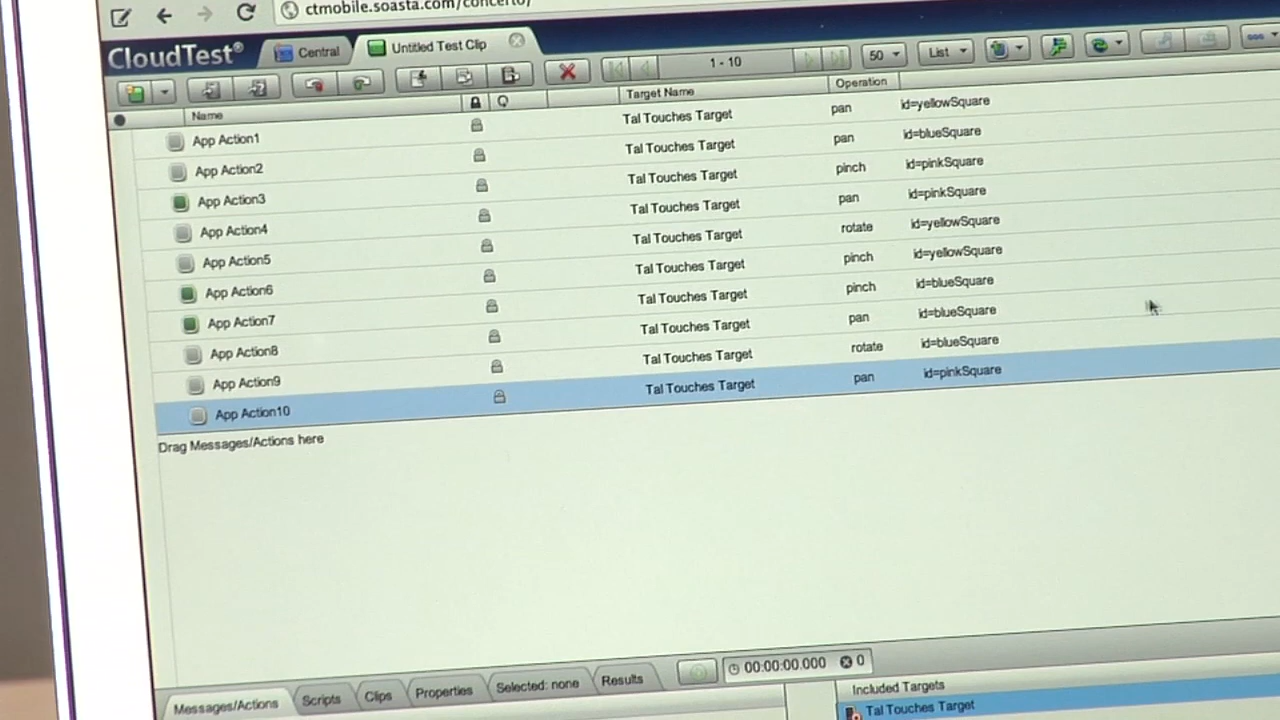 ctmobile.soasta.com/concerto/
CloudTest® Central Untitled Test Clip
1 - 10 50 List
Name Target Name Operation
App Action1 Tal Touches Target pan id=yellowSquare
App Action2 Tal Touches Target pan id=blueSquare
App Action3 Tal Touches Target pinch id=pinkSquare
App Action4 Tal Touches Target pan id=pinkSquare
App Action5 Tal Touches Target rotate id=yellowSquare
App Action6 Tal Touches Target pinch id=yellowSquare
App Action7 Tal Touches Target pinch id=blueSquare
App Action8 Tal Touches Target pan id=blueSquare
App Action9 Tal Touches Target rotate id=blueSquare
App Action10 Tal Touches Target pan id=pinkSquare
Drag Messages/Actions here
Messages/Actions Scripts Clips Properties Selected: none Results 00:00:00.000 0
Included Targets
Tal Touches Target